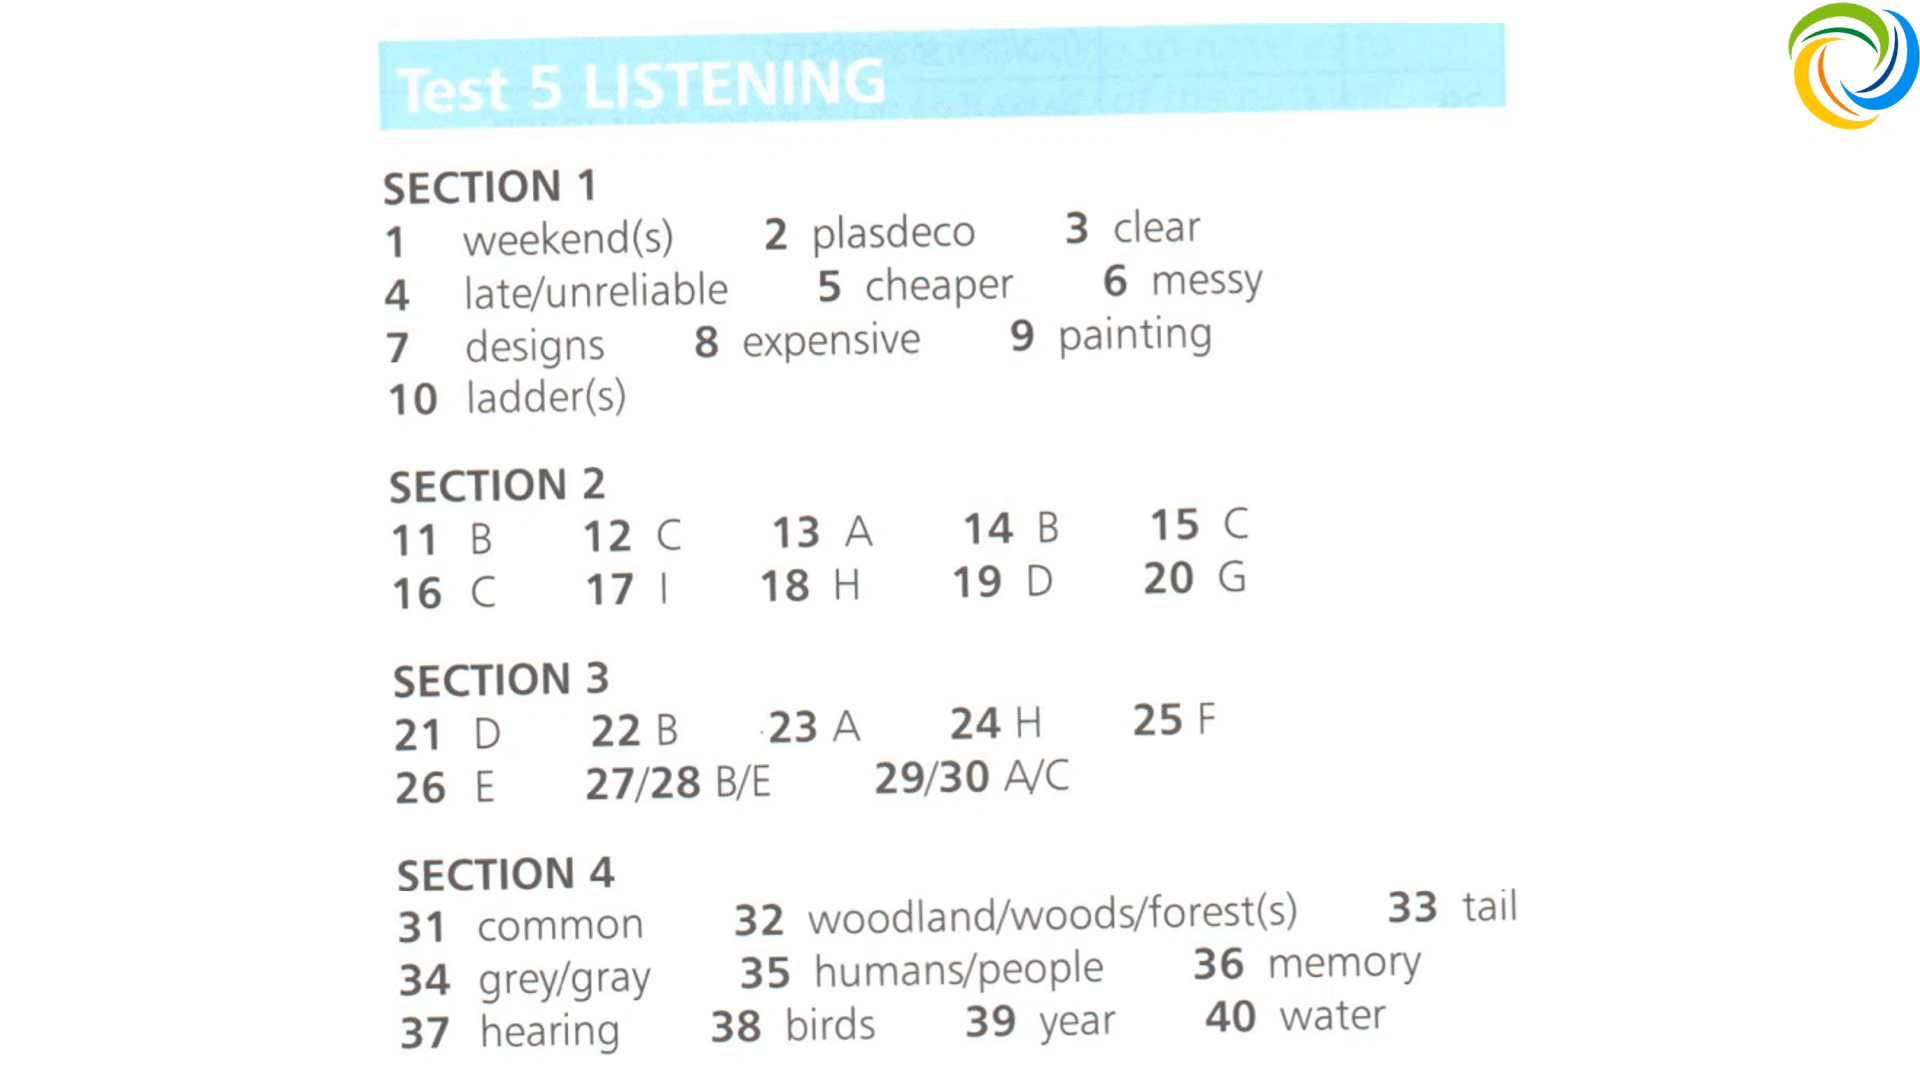 Test 5 LISTENING
SECTION 1
1 weekend(s) 2 plasdeco 3 clear
4 late/unreliable 5 cheaper 6 messy
7 designs 8 expensive 9 painting
10 ladder(s)
SECTION 2
11 B 12 C 13 A 14 B 15 C
16 C 17 I 18 H 19 D 20 G
SECTION 3
21 D 22 B 23 A 24 H 25 F
26 E 27/28 B/E 29/30 A/C
SECTION 4
31 common 32 woodland/woods/forest(s) 33 tail
34 grey/gray 35 humans/people 36 memory
37 hearing 38 birds 39 year 40 water